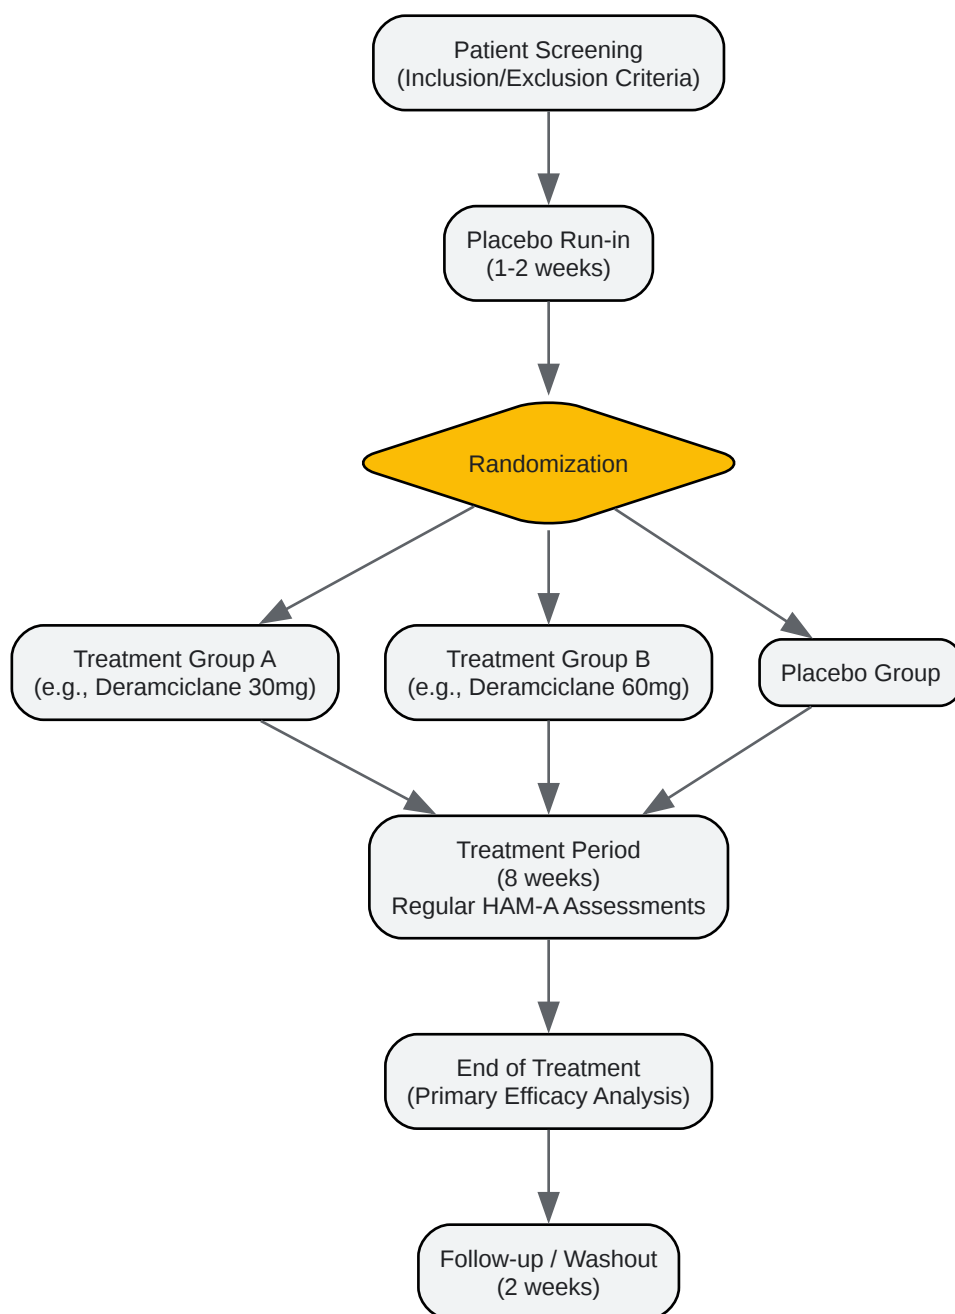 Patient Screening
(Inclusion/Exclusion Criteria)
Placebo Run-in
(1-2 weeks)
Randomization
Treatment Group A
(e.g., Deramciclane 30mg)
Treatment Group B
(e.g., Deramciclane 60mg)
Placebo Group
Treatment Period
(8 weeks)
Regular HAM-A Assessments
End of Treatment
(Primary Efficacy Analysis)
Follow-up / Washout
(2 weeks)